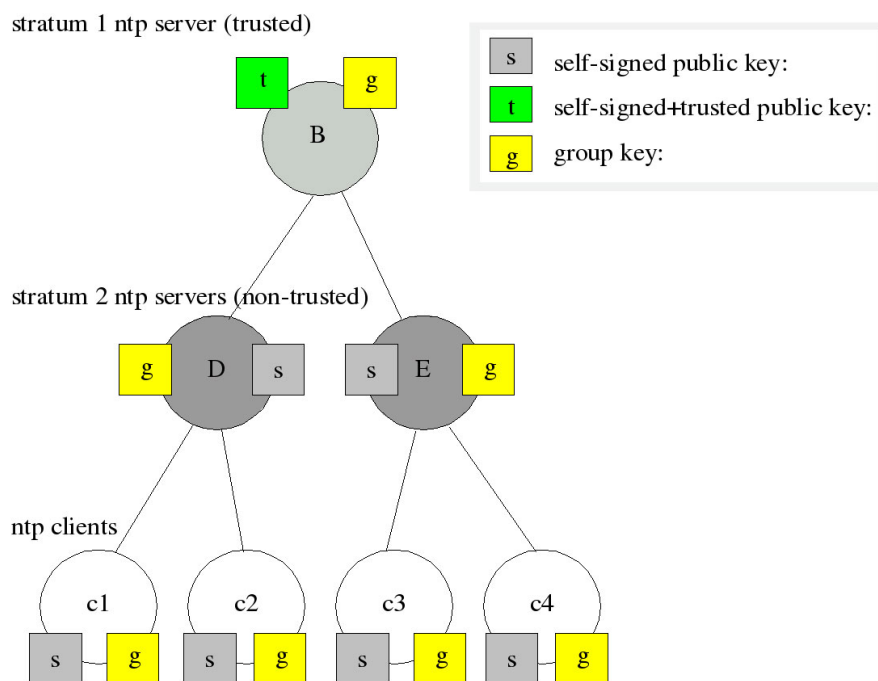 stratum 1 ntp server (trusted)
s self-signed public key:
t self-signed+trusted public key:
g group key:
t g
B
stratum 2 ntp servers (non-trusted)
g D s s E g
ntp clients
c1 c2 c3 c4
s g s g s g s g